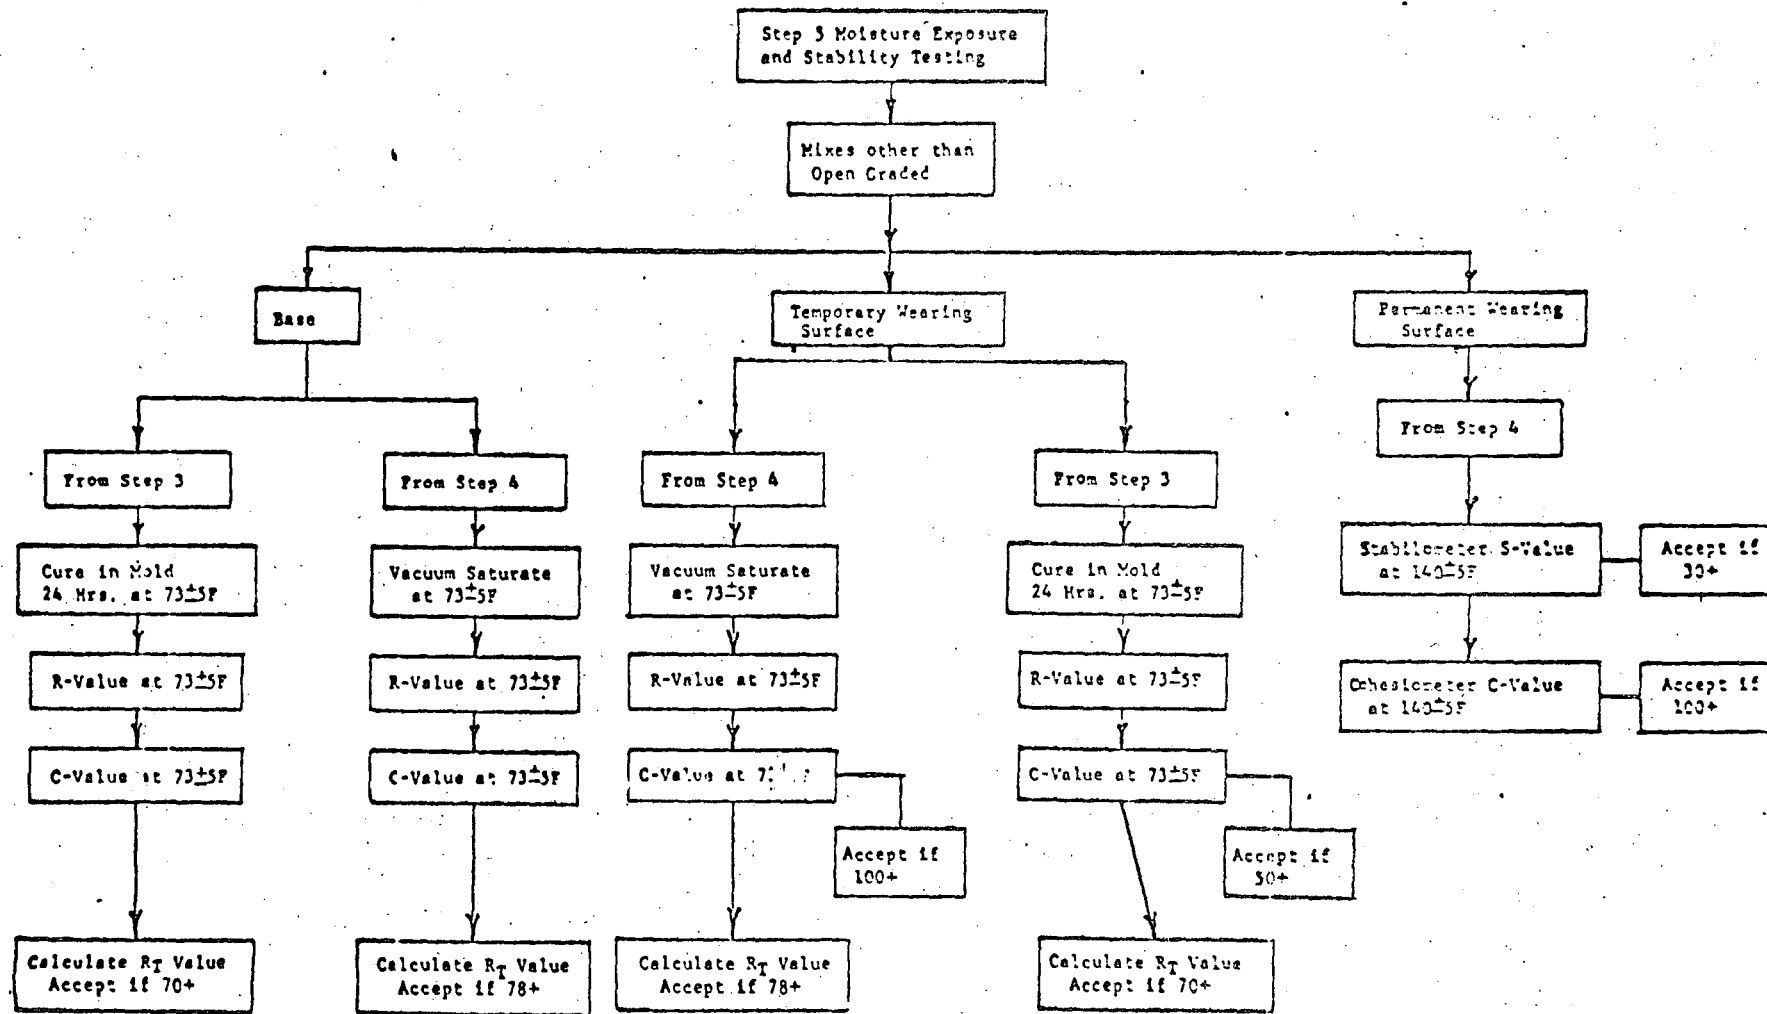 Step 5 Moisture Exposure
and Stability Testing
Mixes other than
Open Graded
Base
Temporary Wearing
Surface
Permanent Wearing
Surface
From Step 4
From Step 3
From Step 4
From Step 4
From Step 3
Cure in Mold
24 Hrs. at 73±5F
Vacuum Saturate
at 73±5F
Vacuum Saturate
at 73±5F
Cure in Mold
24 Hrs. at 73±5F
Stabilometer S-Value
at 140±5F
Accept if
30+
R-Value at 73±5F
R-Value at 73±5F
R-Value at 73±5F
R-Value at 73±5F
Cohesiometer C-Value
at 140±5F
Accept if
100+
C-Value at 73±5F
C-Value at 73±5F
C-Value at
C-Value at 73±5F
Accept if
100+
Accept if
50+
Calculate RT Value
Accept if 70+
Calculate RT Value
Accept if 78+
Calculate RT Value
Accept if 78+
Calculate RT Value
Accept if 70+